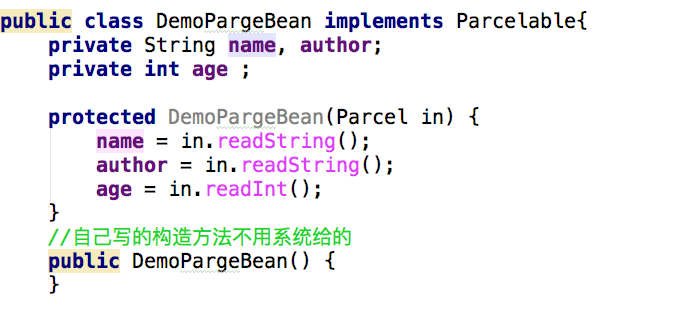 public class DemoPargeBean implements Parcelable{
    private String name, author;
    private int age ;
    protected DemoPargeBean(Parcel in) {
        name = in.readString();
        author = in.readString();
        age = in.readInt();
    }
    //自己写的构造方法不用系统给的
    public DemoPargeBean() {
    }